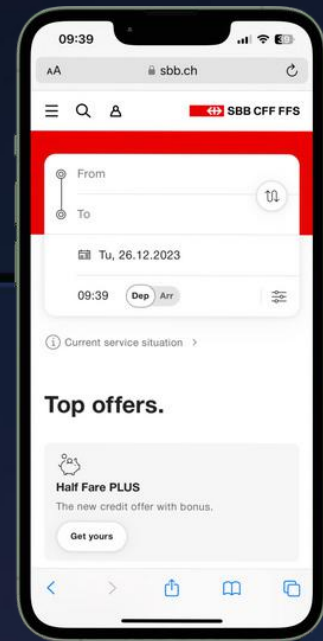 09:39
AA sbb.ch
SBB CFF FFS
From
To
Tu, 26.12.2023
09:39 Dep Arr
Current service situation
Top offers.
Half Fare PLUS
The new credit offer with bonus.
Get yours